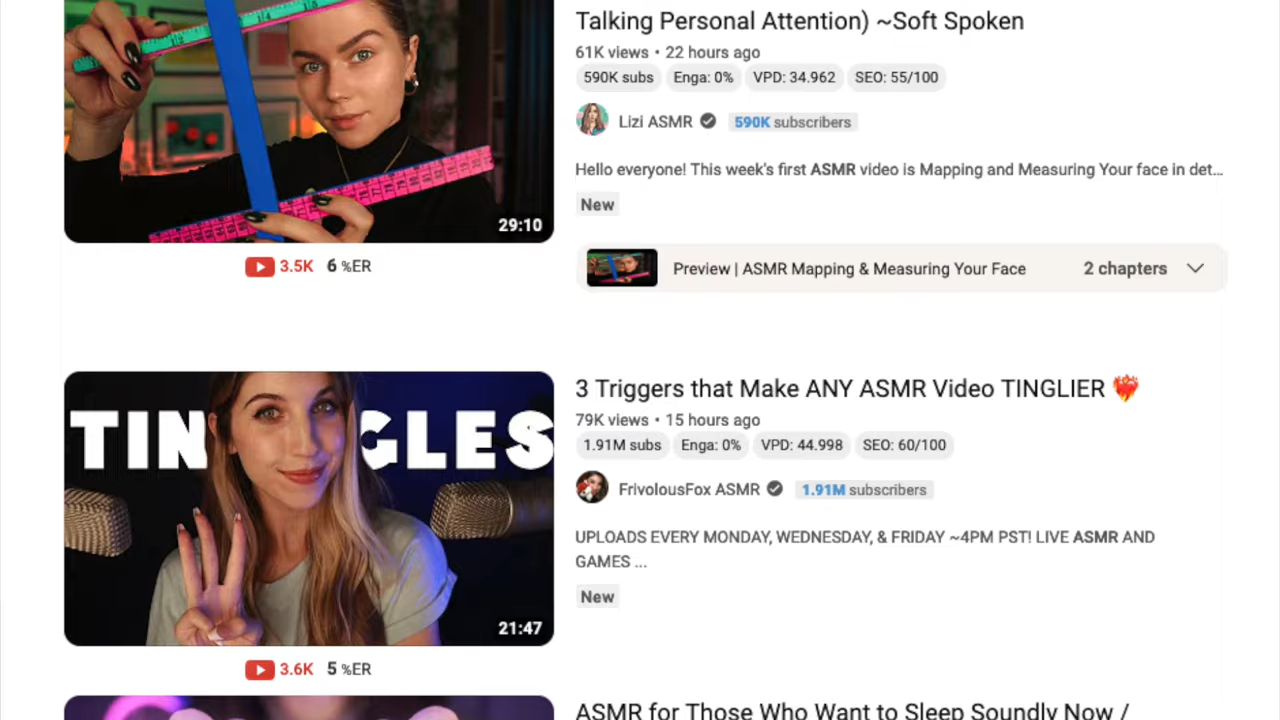 Talking Personal Attention) ~Soft Spoken
61K views • 22 hours ago
590K subs Enga: 0% VPD: 34.962 SEO: 55/100
Lizi ASMR 590K subscribers
Hello everyone! This week's first ASMR video is Mapping and Measuring Your face in det...
New
29:10
3.5K 6 %ER
Preview | ASMR Mapping & Measuring Your Face 2 chapters
TINGLES
21:47
3.6K 5 %ER
3 Triggers that Make ANY ASMR Video TINGLIER ❤️‍🔥
79K views • 15 hours ago
1.91M subs Enga: 0% VPD: 44.998 SEO: 60/100
FrivolousFox ASMR 1.91M subscribers
UPLOADS EVERY MONDAY, WEDNESDAY, & FRIDAY ~4PM PST! LIVE ASMR AND
GAMES ...
New
ASMR for Those Who Want to Sleep Soundly Now /